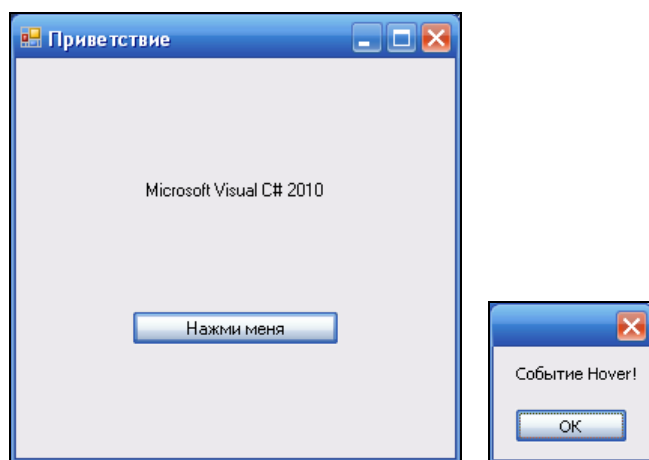 Приветствие
Microsoft Visual C# 2010
Нажми меня
Событие Hover!
OK